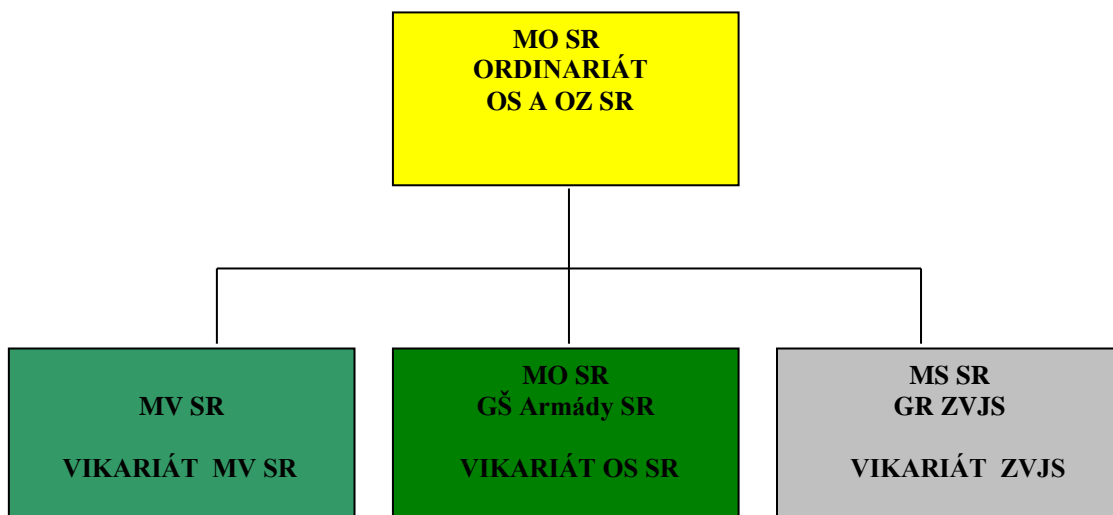 MO SR
ORDINARIÁT
OS A OZ SR
MV SR
VIKARIÁT MV SR
MO SR
GŠ Armády SR
VIKARIÁT OS SR
MS SR
GR ZVJS
VIKARIÁT ZVJS